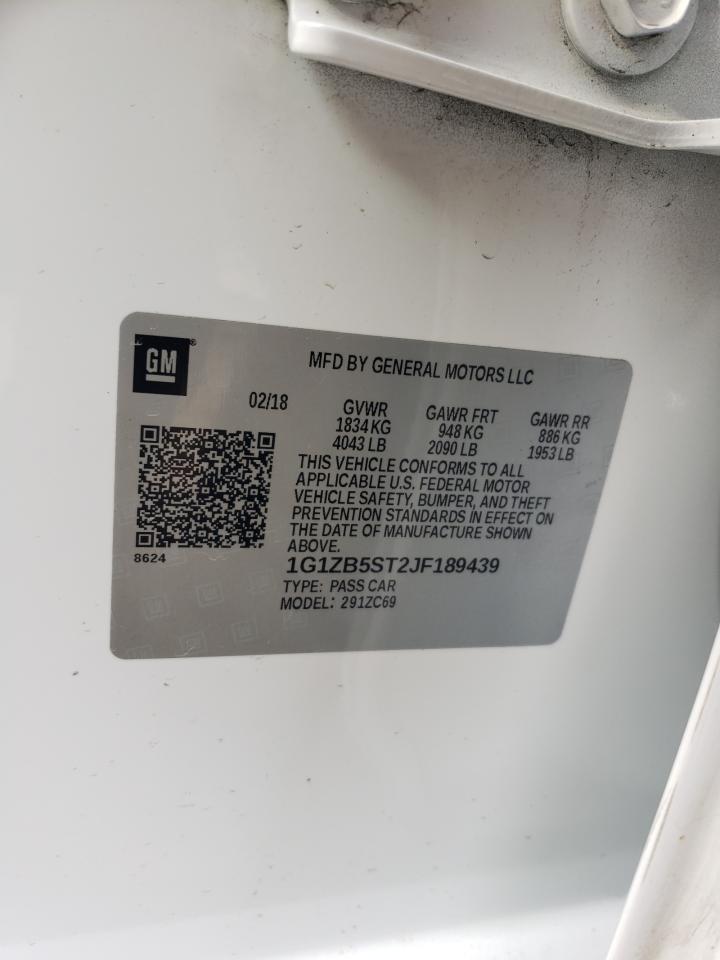 GM ®
MFD BY GENERAL MOTORS LLC
02/18
GVWR
1834 KG
4043 LB
GAWR FRT
948 KG
2090 LB
GAWR RR
886 KG
1953 LB
THIS VEHICLE CONFORMS TO ALL
APPLICABLE U.S. FEDERAL MOTOR
VEHICLE SAFETY, BUMPER, AND THEFT
PREVENTION STANDARDS IN EFFECT ON
THE DATE OF MANUFACTURE SHOWN
ABOVE.
8624
1G1ZB5ST2JF189439
TYPE: PASS CAR
MODEL: 291ZC69